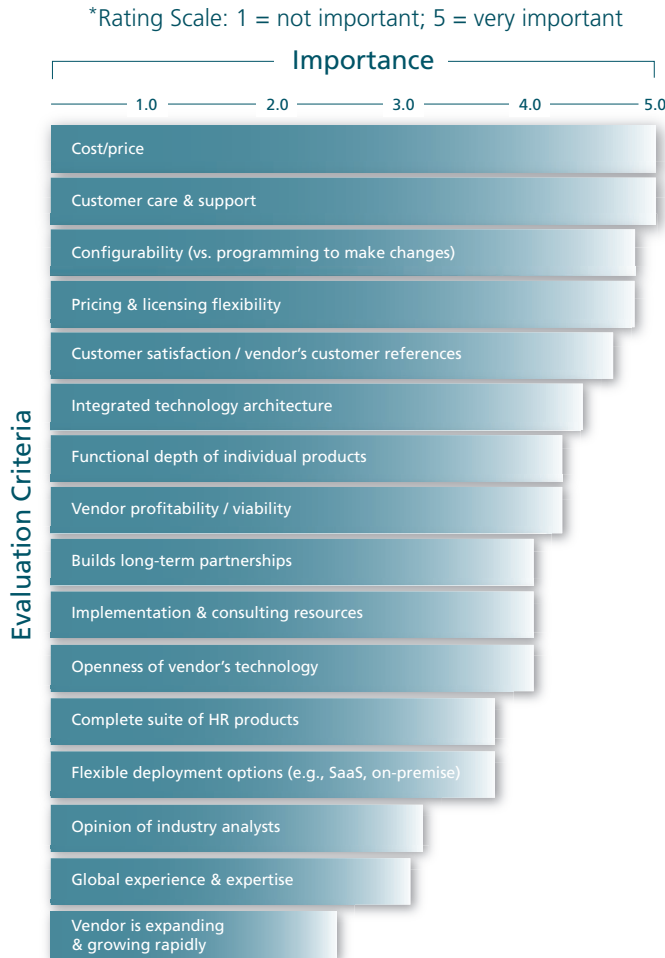 *Rating Scale: 1 = not important; 5 = very important
Importance
1.0 2.0 3.0 4.0 5.0
Evaluation Criteria
Cost/price
Customer care & support
Configurability (vs. programming to make changes)
Pricing & licensing flexibility
Customer satisfaction / vendor’s customer references
Integrated technology architecture
Functional depth of individual products
Vendor profitability / viability
Builds long-term partnerships
Implementation & consulting resources
Openness of vendor’s technology
Complete suite of HR products
Flexible deployment options (e.g., SaaS, on-premise)
Opinion of industry analysts
Global experience & expertise
Vendor is expanding
& growing rapidly